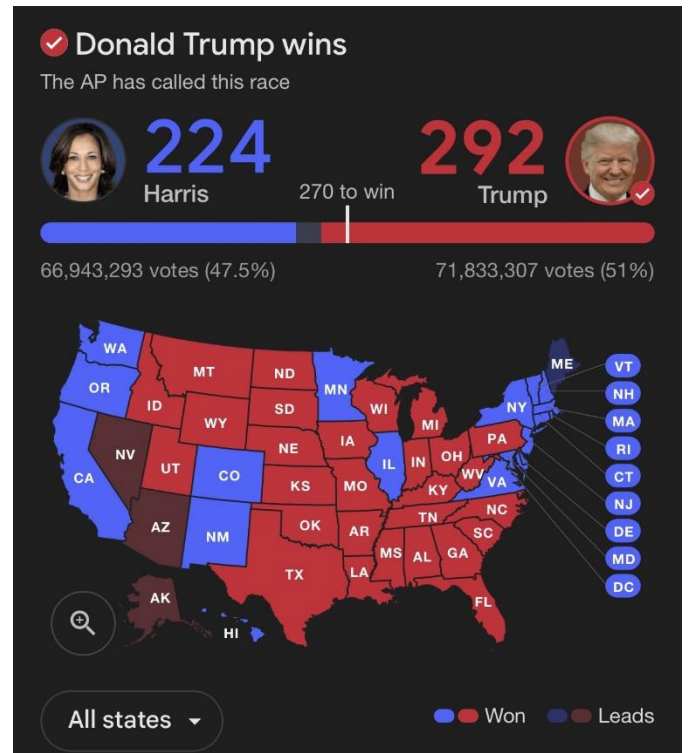 Donald Trump wins
The AP has called this race
224 292
Harris 270 to win Trump
66,943,293 votes (47.5%) 71,833,307 votes (51%)
WA
MT
ND
MN
ME
VT
OR
ID
SD
WI
MI
NY
NH
WY
MA
NV
NE
IA
PA
RI
UT
CO
IL
IN
OH
WV
VA
CT
CA
KS
MO
KY
NJ
AZ
NM
OK
AR
TN
NC
DE
SC
MS
AL
GA
MD
TX
LA
DC
AK
FL
HI
All states
Won Leads